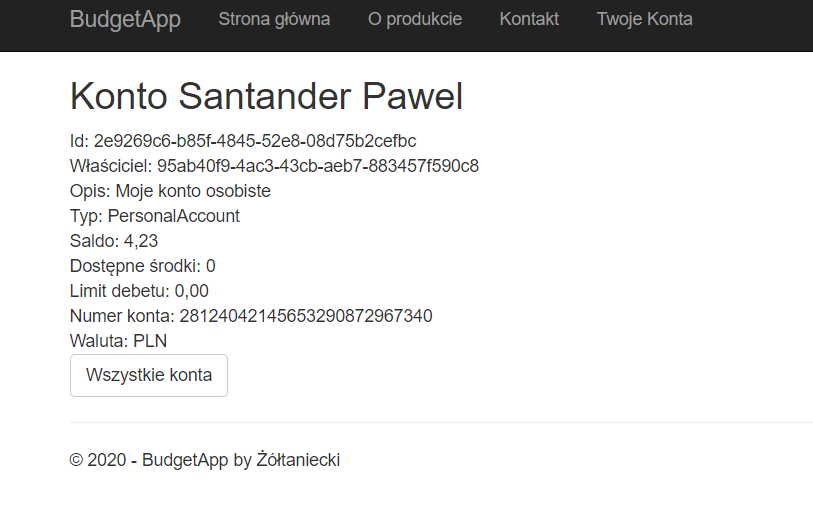 BudgetApp Strona główna O produkcie Kontakt Twoje Konta
Konto Santander Pawel
Id: 2e9269c6-b85f-4845-52e8-08d75b2cefbc
Właściciel: 95ab40f9-4ac3-43cb-aeb7-883457f590c8
Opis: Moje konto osobiste
Typ: PersonalAccount
Saldo: 4,23
Dostępne środki: 0
Limit debetu: 0,00
Numer konta: 28124042145653290872967340
Waluta: PLN
Wszystkie konta
© 2020 - BudgetApp by Żółtaniecki